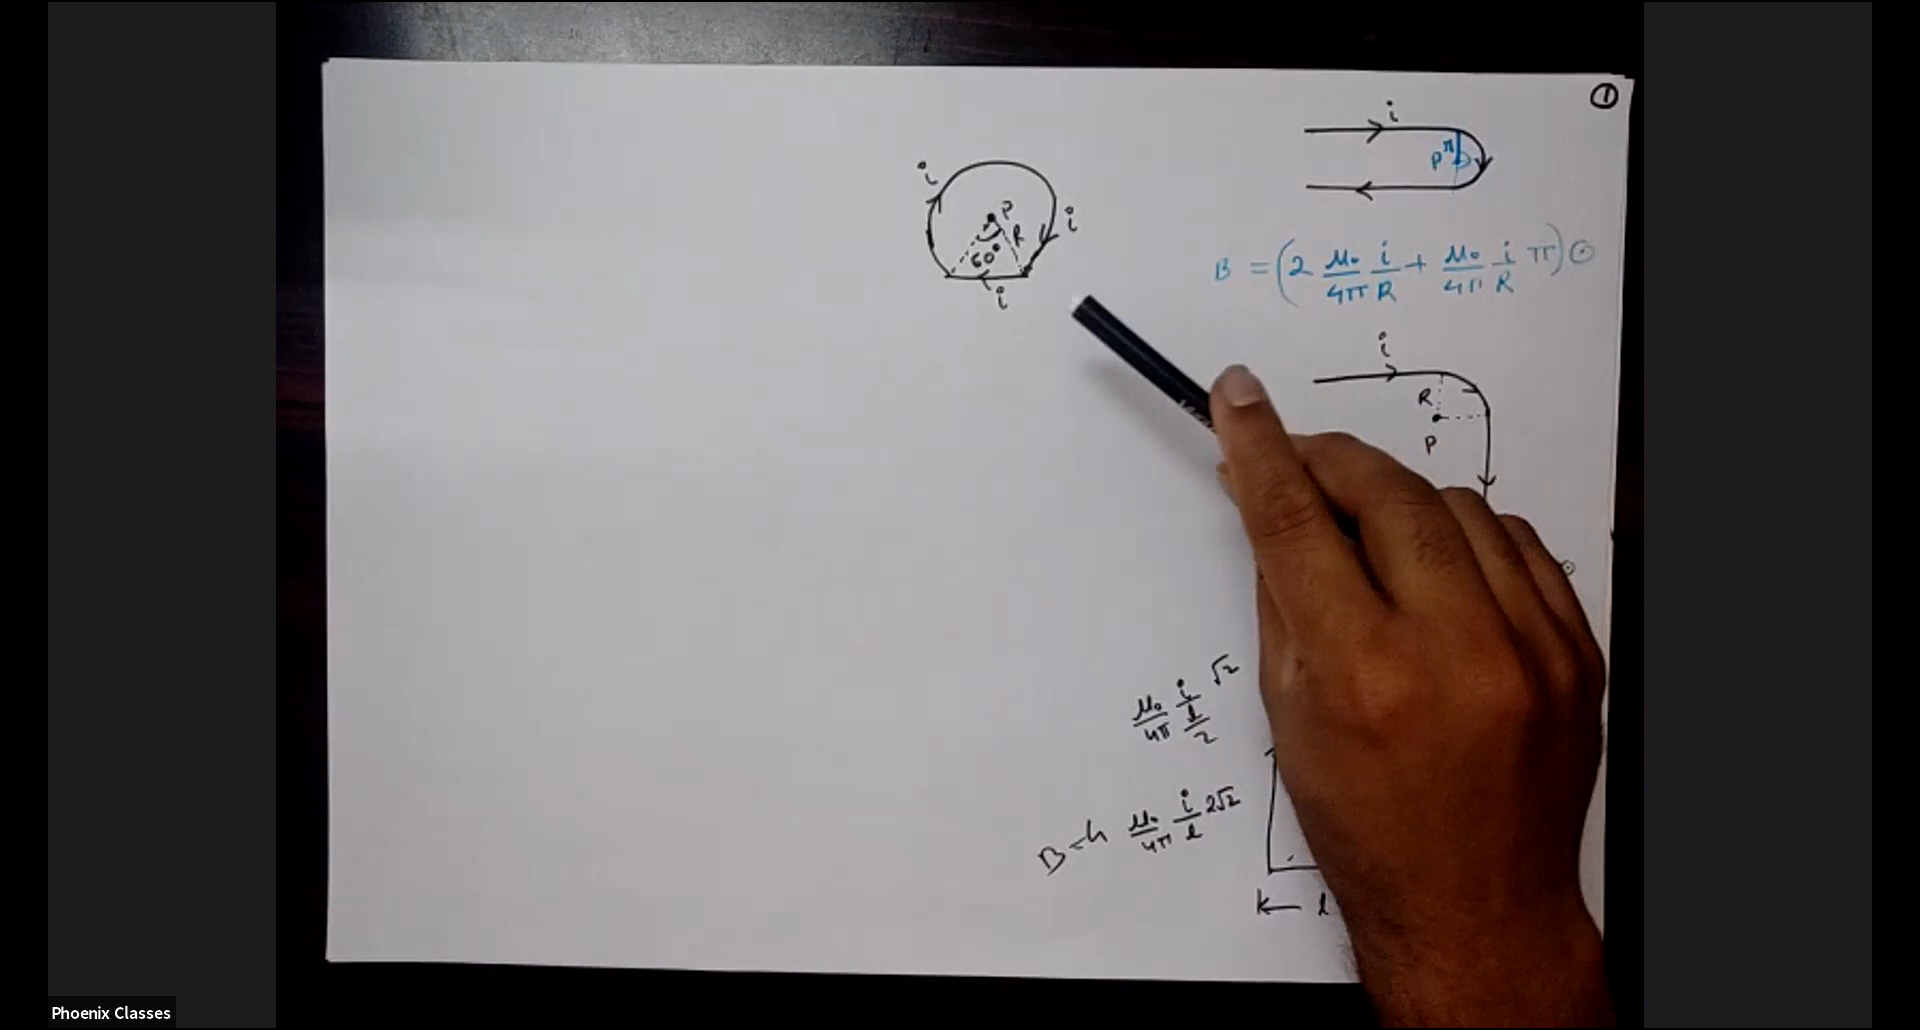 ①
i
P π
B = (2 μ₀/4π i/R + μ₀/4π i/R π) ⊙
i
i
P
R
60°
i
i
R
P
⊙
μ₀/4π i/(l/2) √2
B = 4 μ₀/4π i/l 2√2
l
Phoenix Classes